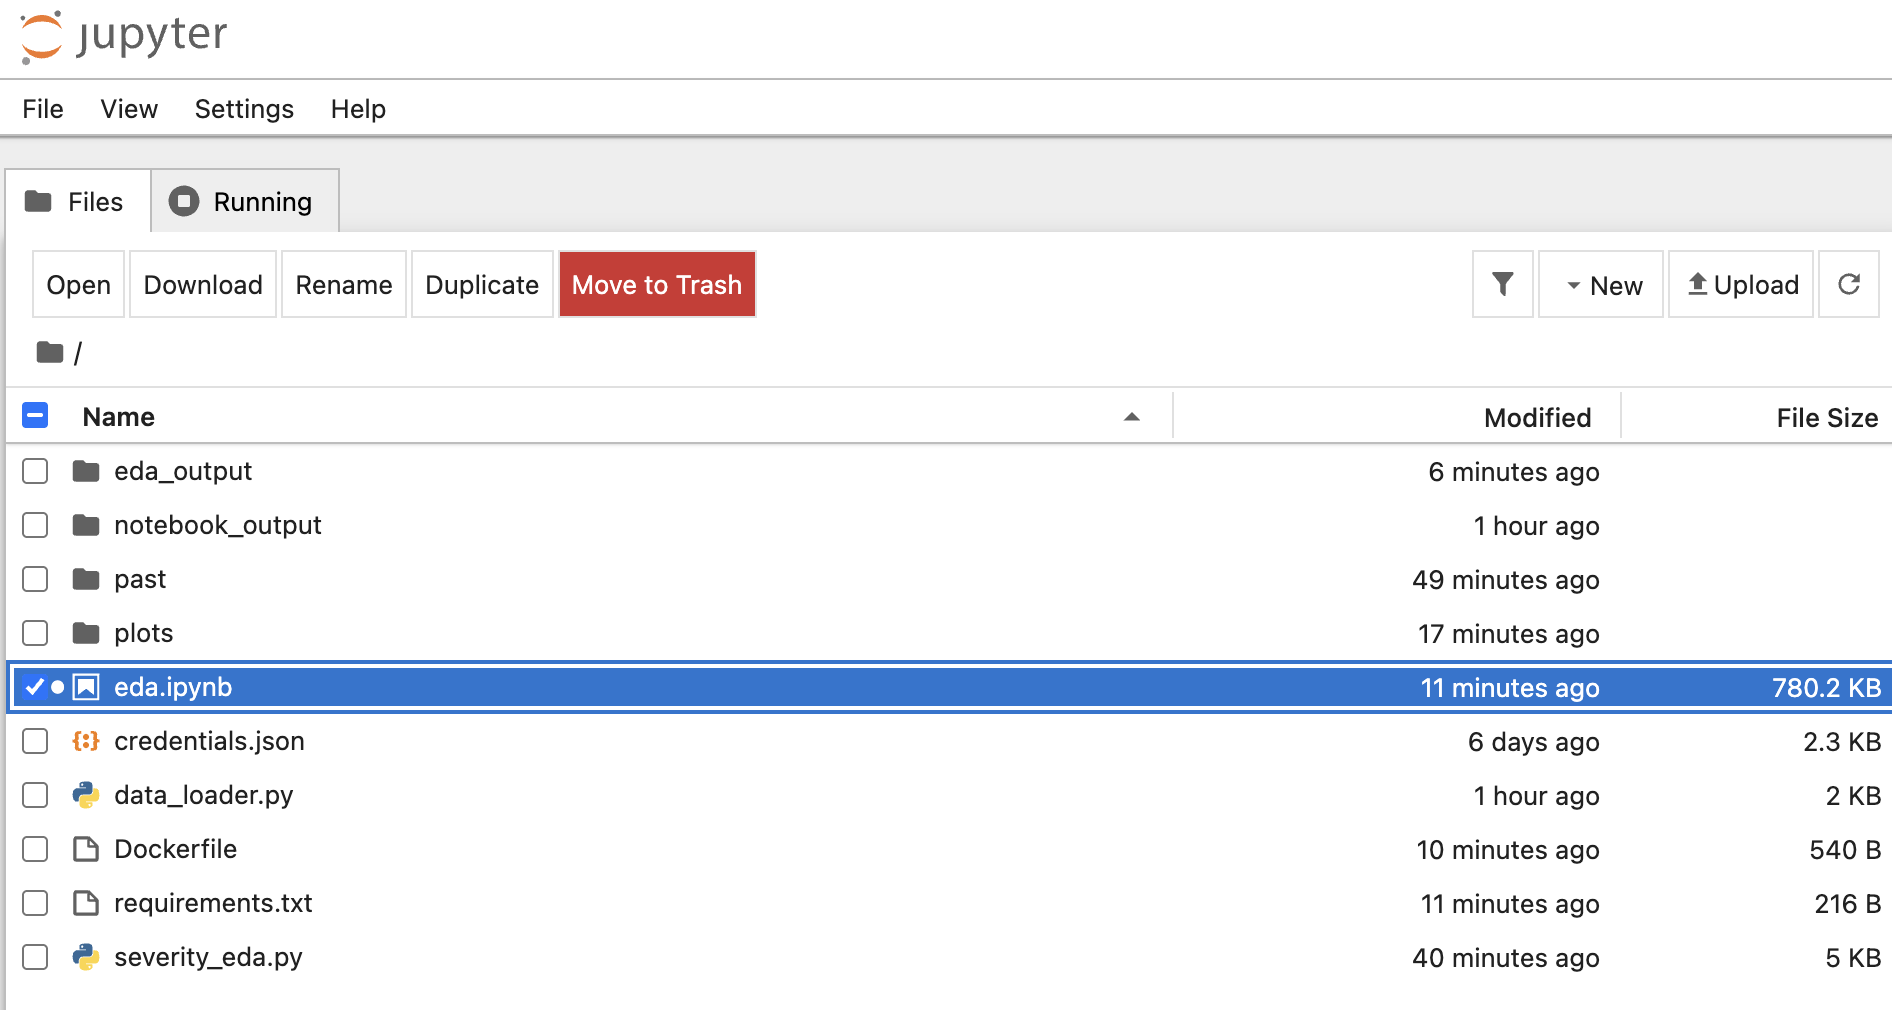 jupyter
File View Settings Help
Files Running
Open Download Rename Duplicate Move to Trash New Upload
/
Name Modified File Size
eda_output 6 minutes ago
notebook_output 1 hour ago
past 49 minutes ago
plots 17 minutes ago
eda.ipynb 11 minutes ago 780.2 KB
credentials.json 6 days ago 2.3 KB
data_loader.py 1 hour ago 2 KB
Dockerfile 10 minutes ago 540 B
requirements.txt 11 minutes ago 216 B
severity_eda.py 40 minutes ago 5 KB